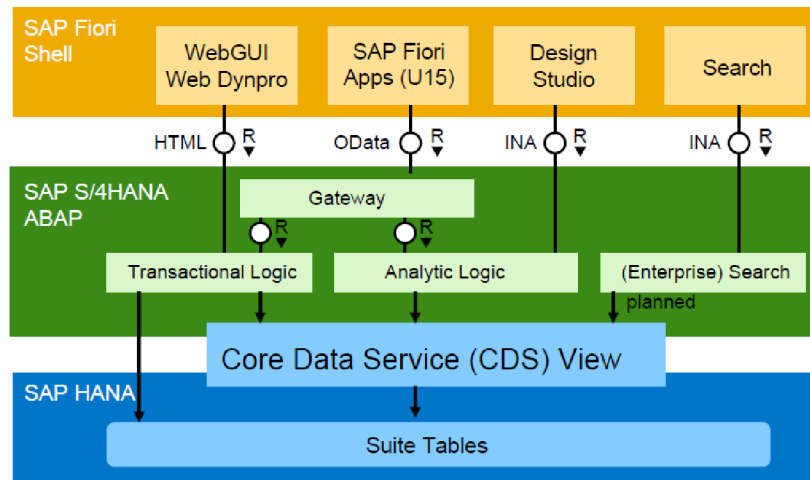 SAP Fiori
Shell
WebGUI
Web Dynpro
SAP Fiori
Apps (U15)
Design
Studio
Search
HTML
R
OData
R
INA
R
INA
R
SAP S/4HANA
ABAP
Gateway
R
R
Transactional Logic
Analytic Logic
(Enterprise) Search
planned
Core Data Service (CDS) View
SAP HANA
Suite Tables